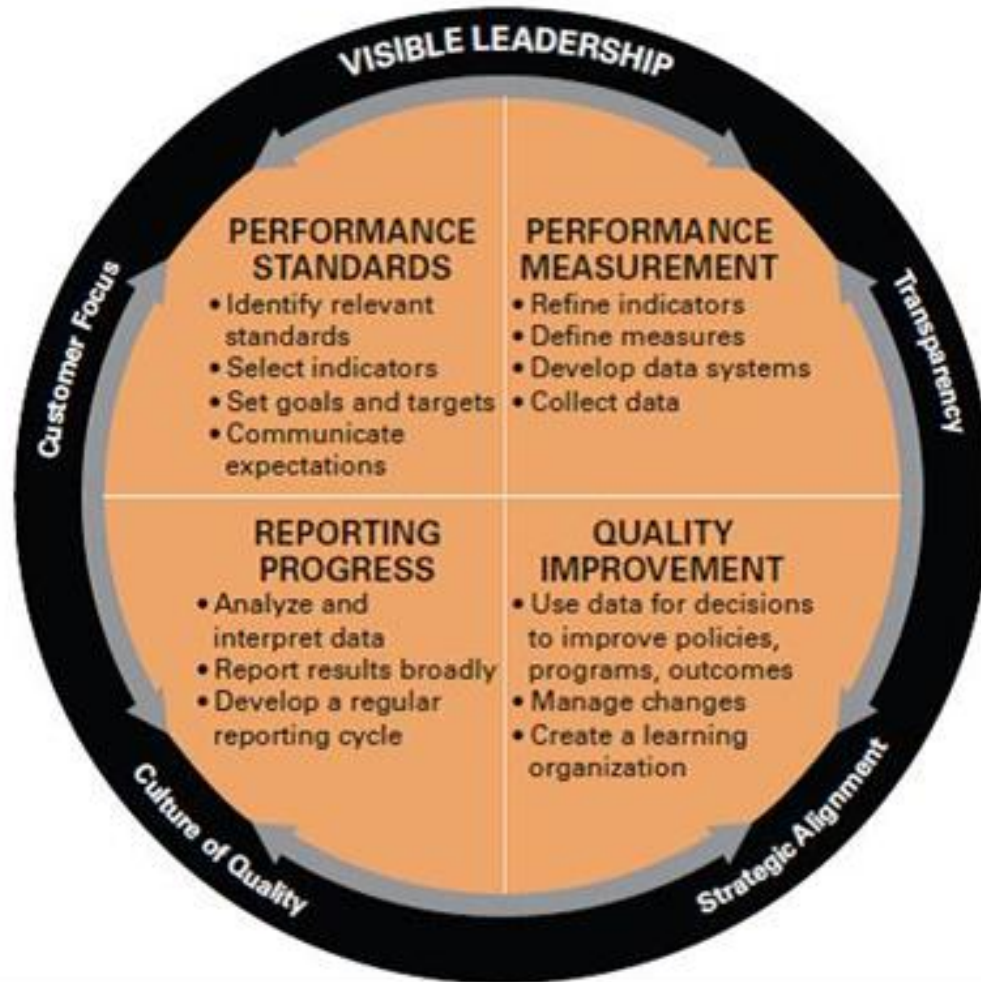 VISIBLE LEADERSHIP
Customer Focus
Transparency
PERFORMANCE
STANDARDS
• Identify relevant
standards
• Select indicators
• Set goals and targets
• Communicate
expectations
PERFORMANCE
MEASUREMENT
• Refine indicators
• Define measures
• Develop data systems
• Collect data
REPORTING
PROGRESS
• Analyze and
interpret data
• Report results broadly
• Develop a regular
reporting cycle
QUALITY
IMPROVEMENT
• Use data for decisions
to improve policies,
programs, outcomes
• Manage changes
• Create a learning
organization
Culture of Quality
Strategic Alignment